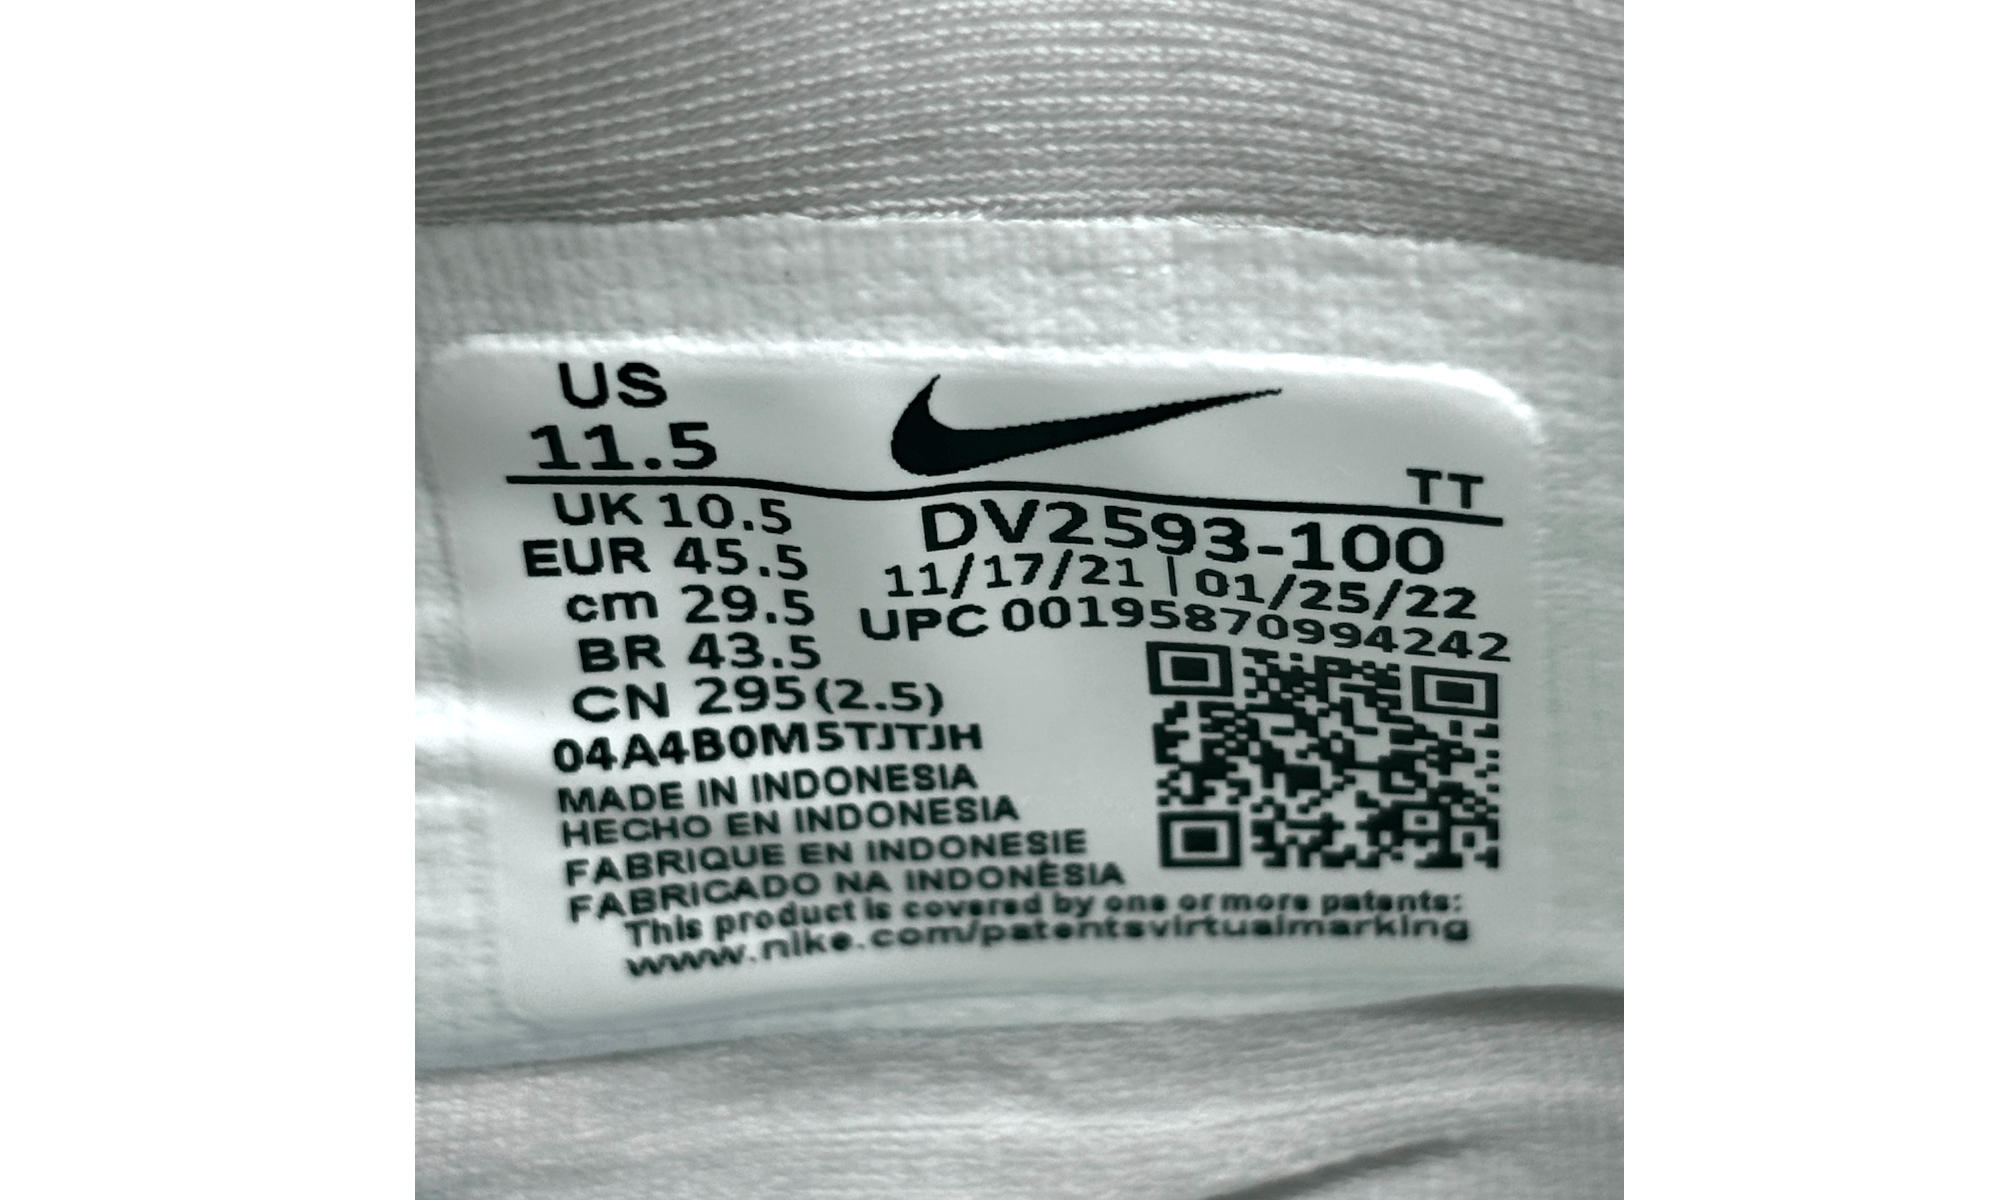 US
11.5
TT
UK 10.5
EUR 45.5
cm 29.5
BR 43.5
CN 295(2.5)
DV2593-100
11/17/21 | 01/25/22
UPC 00195870994242
04A4B0M5TJTJH
MADE IN INDONESIA
HECHO EN INDONESIA
FABRIQUE EN INDONESIE
FABRICADO NA INDONÉSIA
This product is covered by one or more patents:
www.nike.com/patentsvirtualmarking